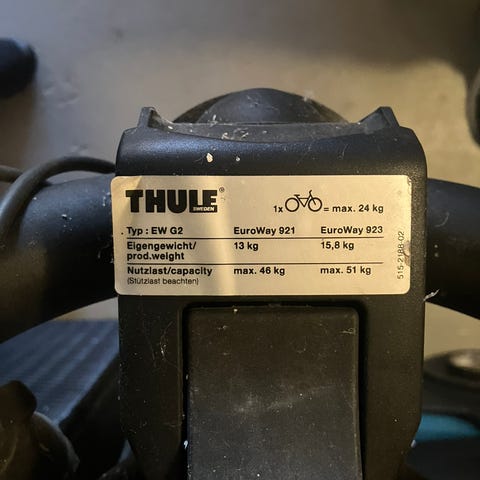 THULE®
SWEDEN
1x = max. 24 kg
Typ : EW G2 EuroWay 921 EuroWay 923
Eigengewicht/ 13 kg 15,8 kg
prod.weight
Nutzlast/capacity max. 46 kg max. 51 kg
(Stützlast beachten)
515-2188-02